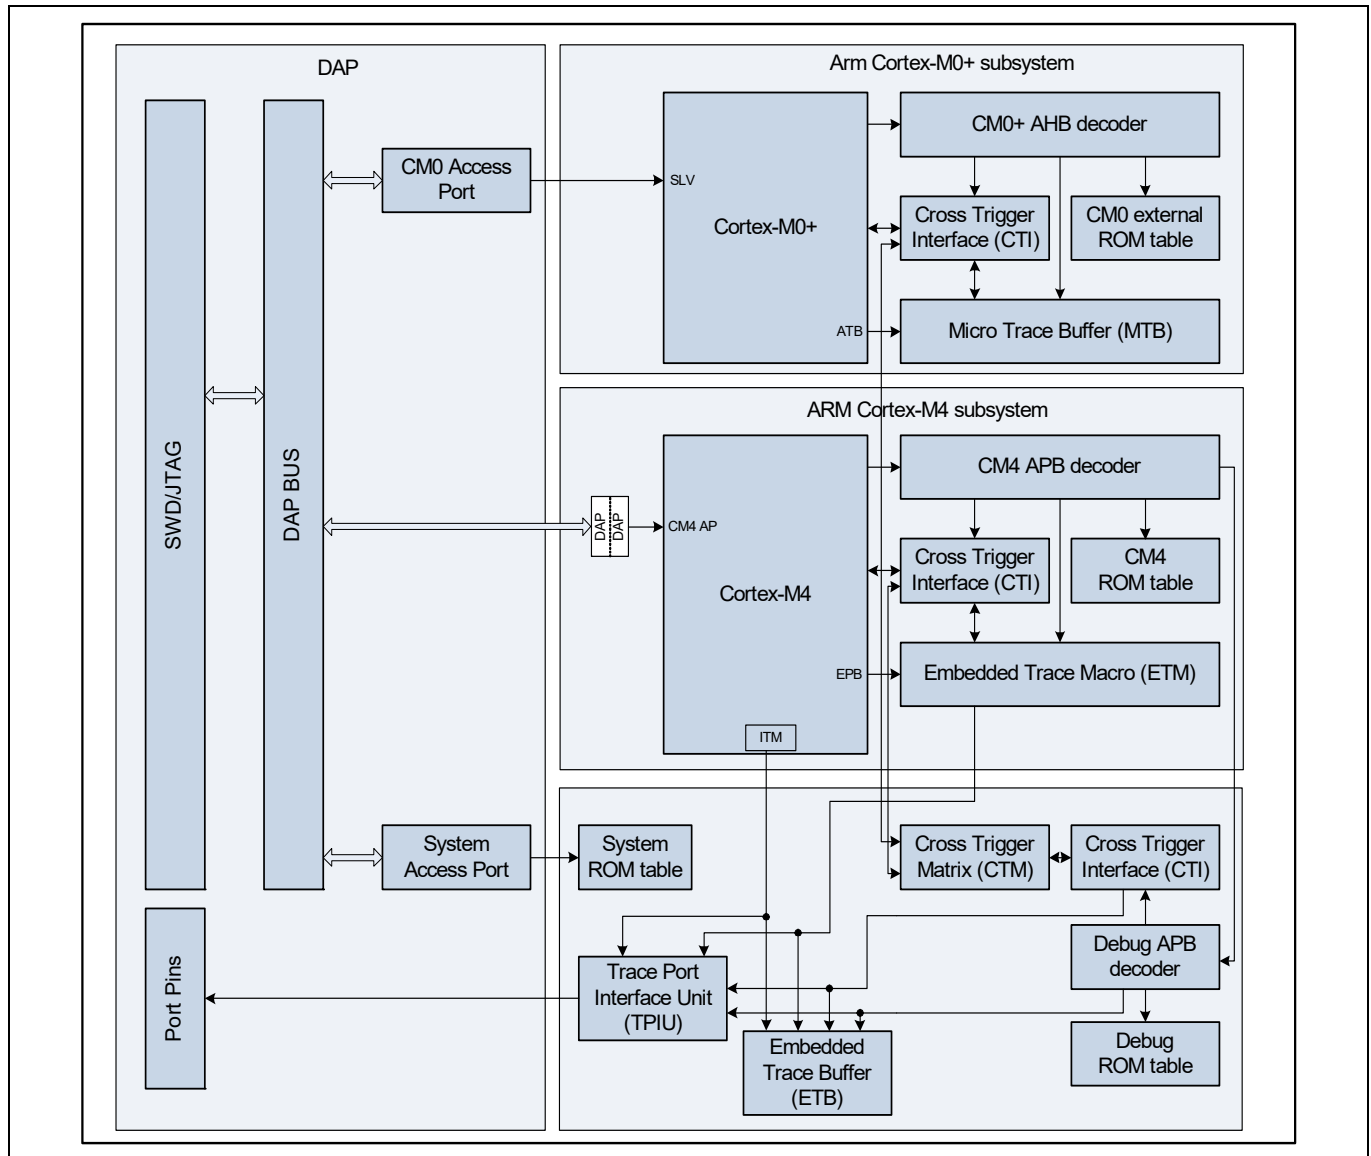 DAP
SWD/JTAG
DAP BUS
CM0 Access
Port
System
Access Port
Port Pins
Arm Cortex-M0+ subsystem
SLV
Cortex-M0+
ATB
CM0+ AHB decoder
Cross Trigger
Interface (CTI)
CM0 external
ROM table
Micro Trace Buffer (MTB)
ARM Cortex-M4 subsystem
DAP
DAP
CM4 AP
Cortex-M4
EPB
ITM
CM4 APB decoder
Cross Trigger
Interface (CTI)
CM4
ROM table
Embedded Trace Macro (ETM)
System
ROM table
Cross Trigger
Matrix (CTM)
Cross Trigger
Interface (CTI)
Debug APB
decoder
Trace Port
Interface Unit
(TPIU)
Embedded
Trace Buffer
(ETB)
Debug
ROM table